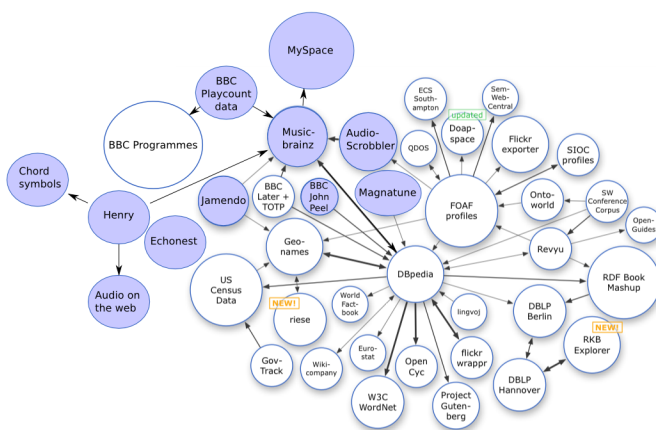 MySpace
BBC
Playcount
data
BBC Programmes
Music-
brainz
Audio-
Scrobbler
ECS
South-
ampton
Sem-
Web-
Central
updated
Doap-
space
QDOS
Flickr
exporter
SIOC
profiles
Chord
symbols
Henry
Echonest
Audio on
the web
Jamendo
BBC
Later +
TOTP
BBC
John
Peel
Magnatune
FOAF
profiles
Onto-
world
SW
Conference
Corpus
Open-
Guides
Revyu
Geo-
names
DBpedia
US
Census
Data
NEW!
riese
World
Fact-
book
lingvoj
RDF Book
Mashup
DBLP
Berlin
NEW!
RKB
Explorer
Gov-
Track
Wiki-
company
Euro-
stat
Open
Cyc
flickr
wrappr
W3C
WordNet
Project
Guten-
berg
DBLP
Hannover